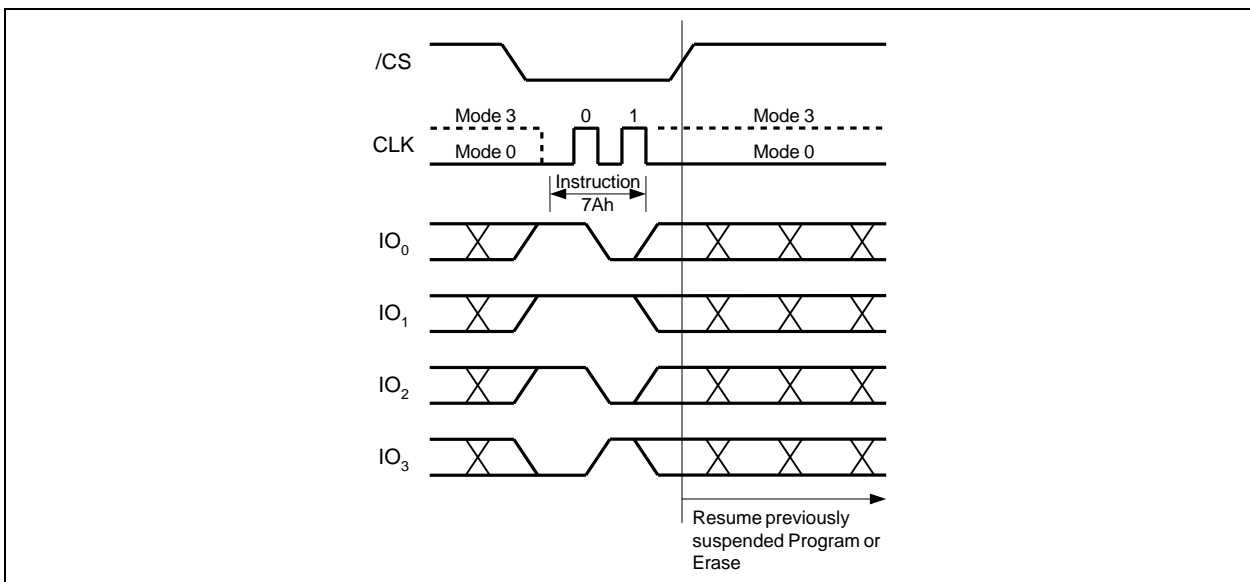 /CS
Mode 3 0 1 Mode 3
CLK
Mode 0 Mode 0
Instruction
7Ah
IO0
IO1
IO2
IO3
Resume previously
suspended Program or
Erase